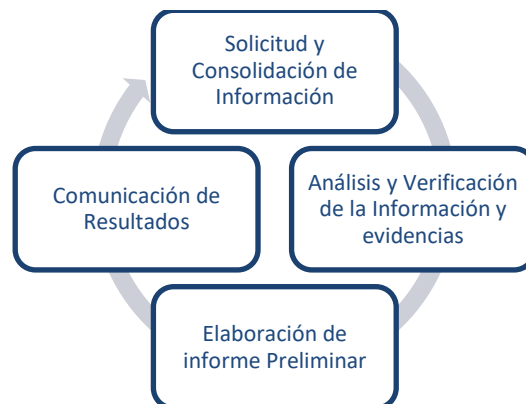 Solicitud y
Consolidación de
Información
Análisis y Verificación
de la Información y
evidencias
Elaboración de
informe Preliminar
Comunicación de
Resultados